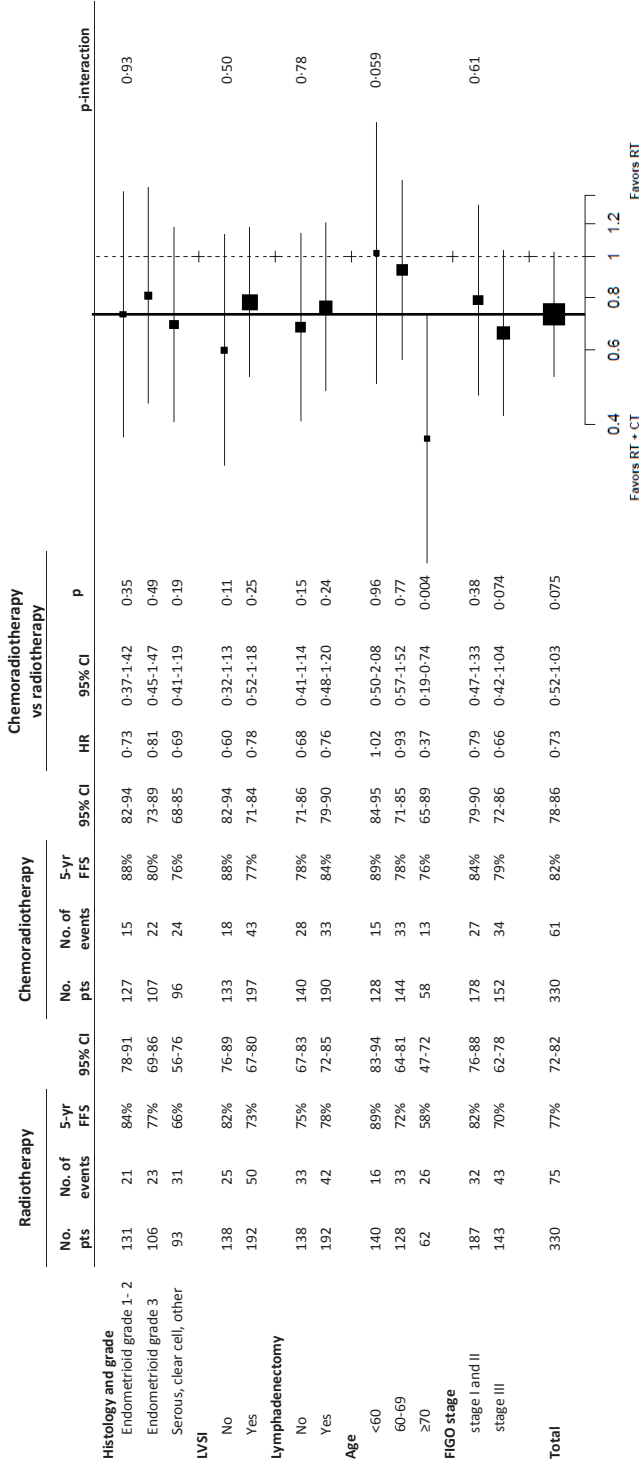 Radiotherapy Chemoradiotherapy Chemoradiotherapy vs radiotherapy
No. pts No. of events 5-yr FFS 95% CI No. pts No. of events 5-yr FFS 95% CI HR 95% CI p p-interaction
Histology and grade 0·93
Endometrioid grade 1- 2 131 21 84% 78-91 127 15 88% 82-94 0·73 0·37-1·42 0·35
Endometrioid grade 3 106 23 77% 69-86 107 22 80% 73-89 0·81 0·45-1·47 0·49
Serous, clear cell, other 93 31 66% 56-76 96 24 76% 68-85 0·69 0·41-1·19 0·19
LVSI
No 138 25 82% 76-89 133 18 88% 82-94 0·60 0·32-1·13 0·11 0·50
Yes 192 50 73% 67-80 197 43 77% 71-84 0·78 0·52-1·18 0·25
Lymphadenectomy
No 138 33 75% 67-83 140 28 78% 71-86 0·68 0·41-1·14 0·15 0·78
Yes 192 42 78% 72-85 190 33 84% 79-90 0·76 0·48-1·20 0·24
Age
<60 140 16 89% 83-94 128 15 89% 84-95 1·02 0·50-2·08 0·96 0·059
60-69 128 33 72% 64-81 144 33 78% 71-85 0·93 0·57-1·52 0·77
≥70 62 26 58% 47-72 58 13 76% 65-89 0·37 0·19-0·74 0·004
FIGO stage
stage I and II 187 32 82% 76-88 178 27 84% 79-90 0·79 0·47-1·33 0·38 0·61
stage III 143 43 70% 62-78 152 34 79% 72-86 0·66 0·42-1·04 0·074
Total 330 75 77% 72-82 330 61 82% 78-86 0·73 0·52-1·03 0·075
0.4 0.6 0.8 1 1.2
Favors RT + CT Favors RT